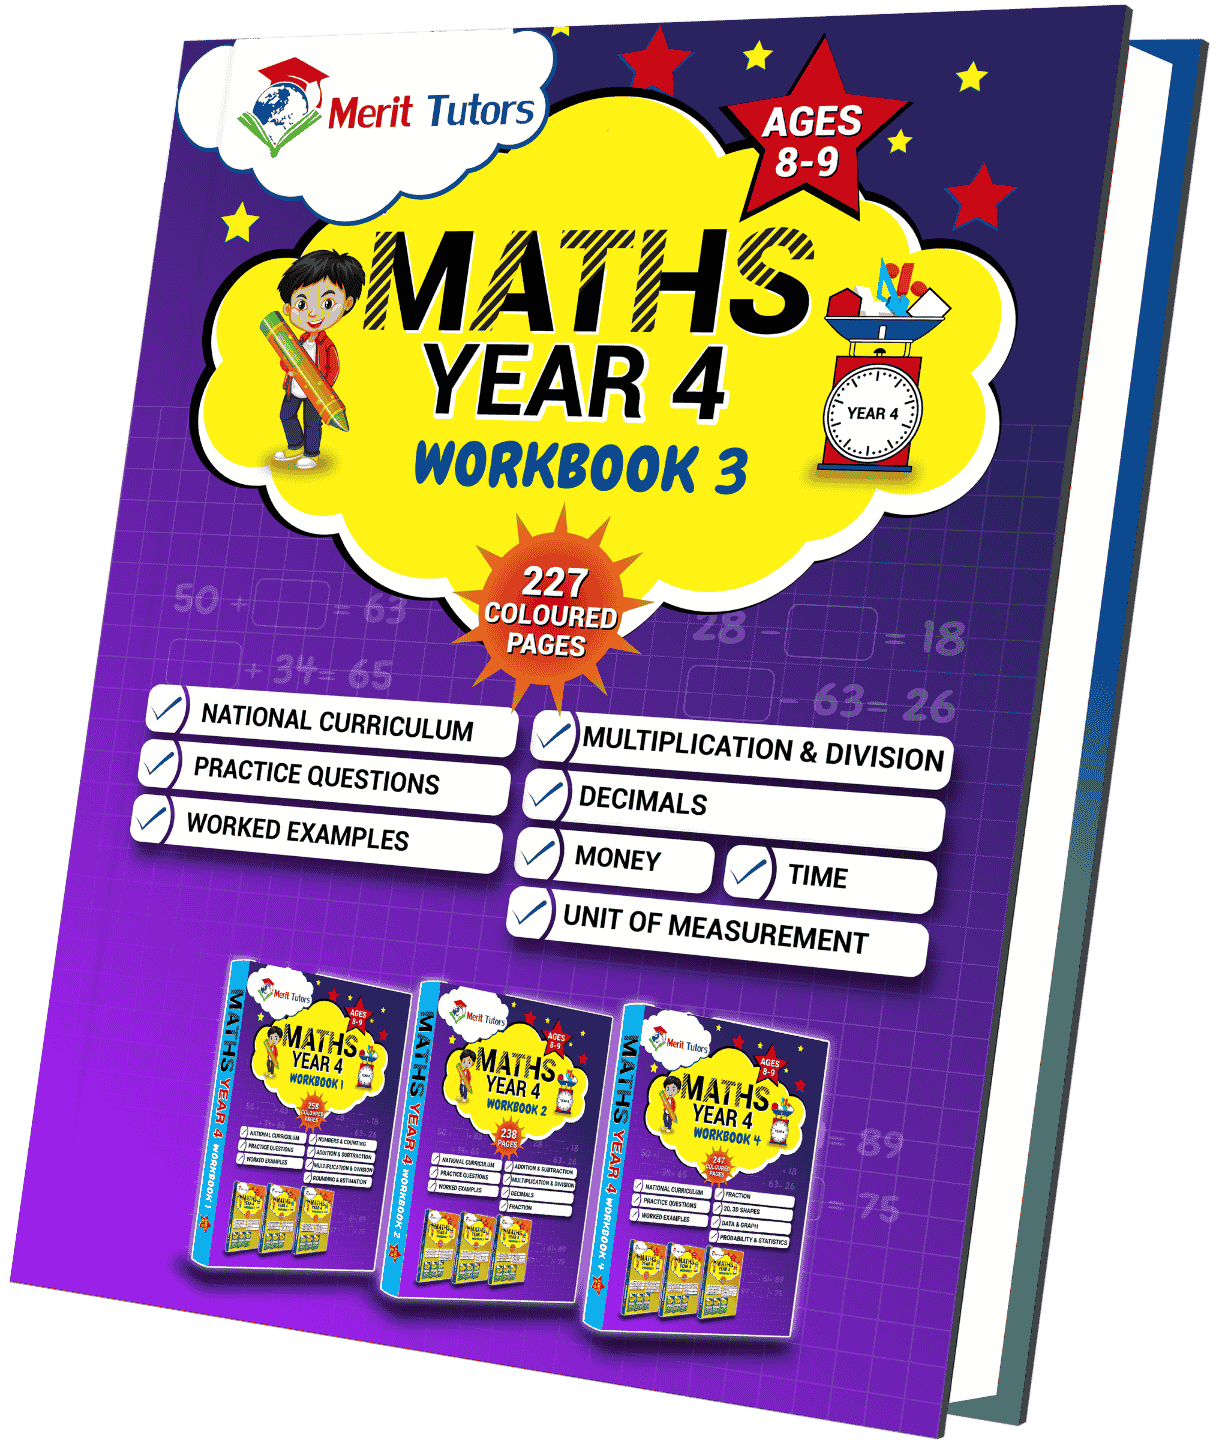 Merit Tutors
AGES
8-9
MATHS
YEAR 4
WORKBOOK 3
YEAR 4
227
COLOURED
PAGES
50 + = 63
+ 34= 65
28 - = 18
- 63= 26
NATIONAL CURRICULUM
PRACTICE QUESTIONS
WORKED EXAMPLES
MULTIPLICATION & DIVISION
DECIMALS
MONEY
TIME
UNIT OF MEASUREMENT
= 89
= 75
MATHS YEAR 4 WORKBOOK 1
Merit Tutors
AGES
8-9
MATHS
YEAR 4
WORKBOOK 1
258
COLOURED
PAGES
NATIONAL CURRICULUM
PRACTICE QUESTIONS
WORKED EXAMPLES
NUMBERS & COUNTING
ADDITION & SUBTRACTION
MULTIPLICATION & DIVISION
ROUNDING & ESTIMATION
MATHS YEAR 4 WORKBOOK 2
Merit Tutors
AGES
8-9
MATHS
YEAR 4
WORKBOOK 2
238
PAGES
NATIONAL CURRICULUM
PRACTICE QUESTIONS
WORKED EXAMPLES
ADDITION & SUBTRACTION
MULTIPLICATION & DIVISION
DECIMALS
FRACTION
MATHS YEAR 4 WORKBOOK 4
Merit Tutors
AGES
8-9
MATHS
YEAR 4
WORKBOOK 4
247
COLOURED
PAGES
NATIONAL CURRICULUM
PRACTICE QUESTIONS
WORKED EXAMPLES
FRACTION
2D, 3D SHAPES
DATA & GRAPH
PROBABILITY & STATISTICS